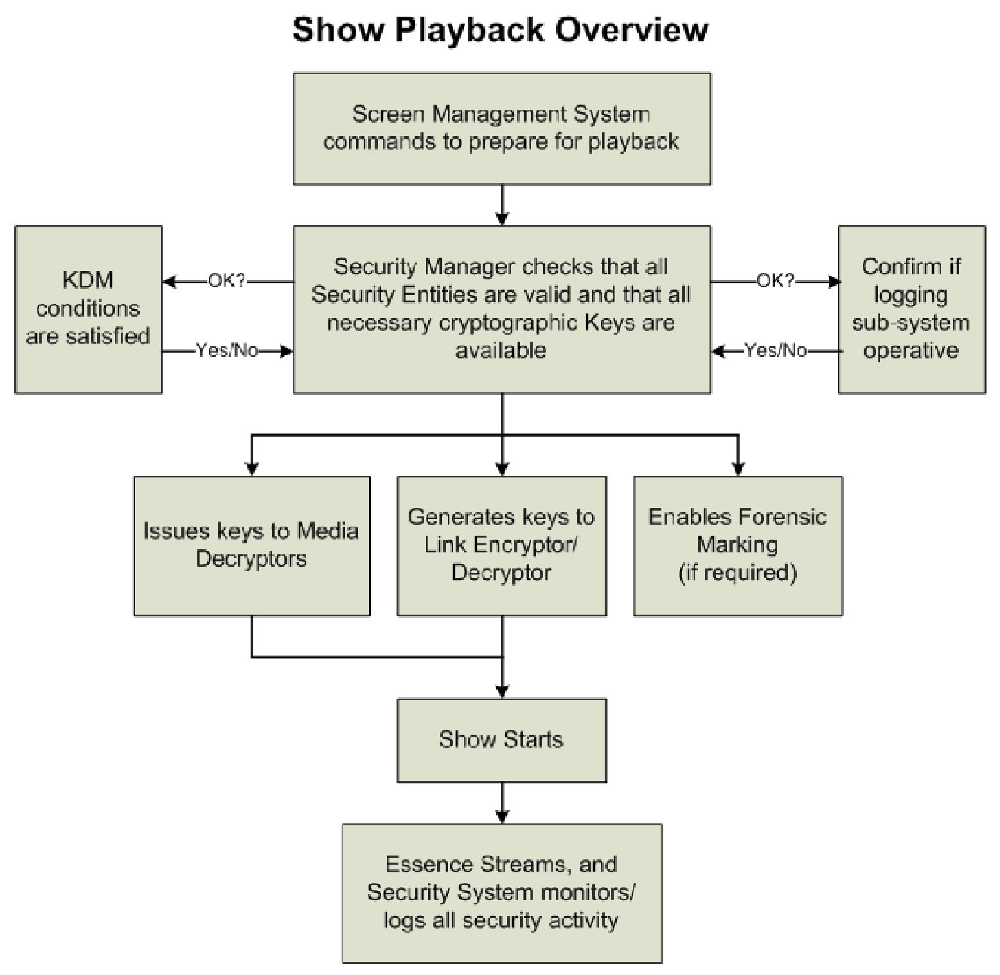 Show Playback Overview
Screen Management System
commands to prepare for playback
KDM
conditions
are satisfied
OK?
Yes/No
Security Manager checks that all
Security Entities are valid and that all
necessary cryptographic Keys are
available
OK?
Yes/No
Confirm if
logging
sub-system
operative
Issues keys to Media
Decryptors
Generates keys to
Link Encryptor/
Decryptor
Enables Forensic
Marking
(if required)
Show Starts
Essence Streams, and
Security System monitors/
logs all security activity